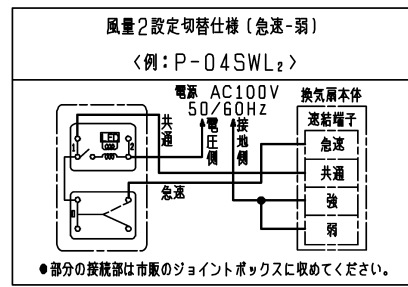 風量2設定切替仕様（急速-弱）
〈例：P-04SWL₂〉
電源 AC100V
50/60Hz
換気扇本体
速結端子
共通
電圧側
接地側
急速
共通
強
弱
LED
1
2
急速
●部分の接続部は市販のジョイントボックスに収めてください。